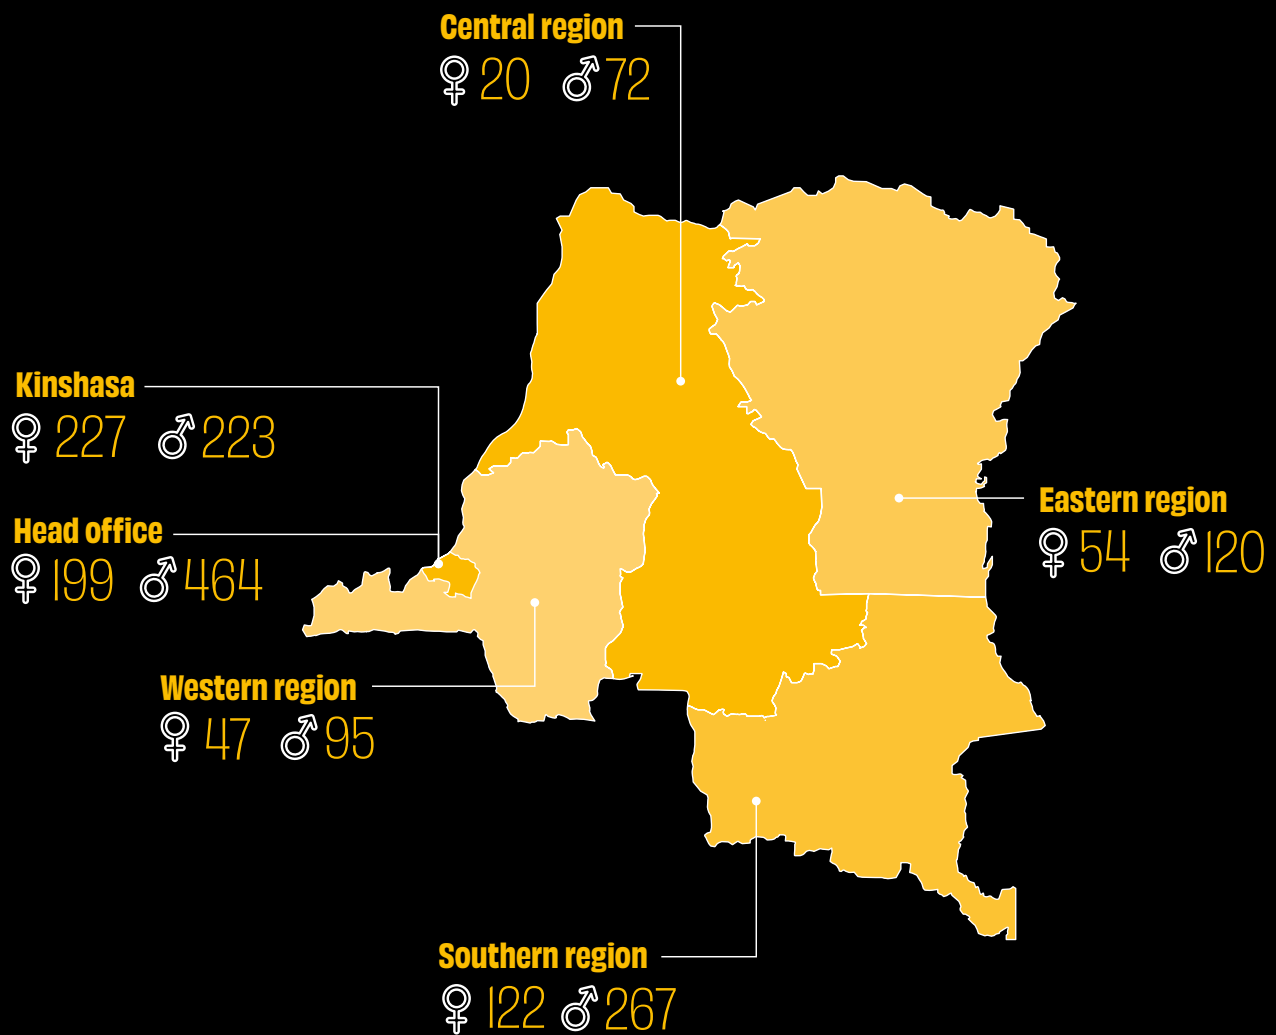 Central region
♀ 20 ♂ 72
Kinshasa
♀ 227 ♂ 223
Head office
♀ 199 ♂ 464
Eastern region
♀ 54 ♂ 120
Western region
♀ 47 ♂ 95
Southern region
♀ 122 ♂ 267